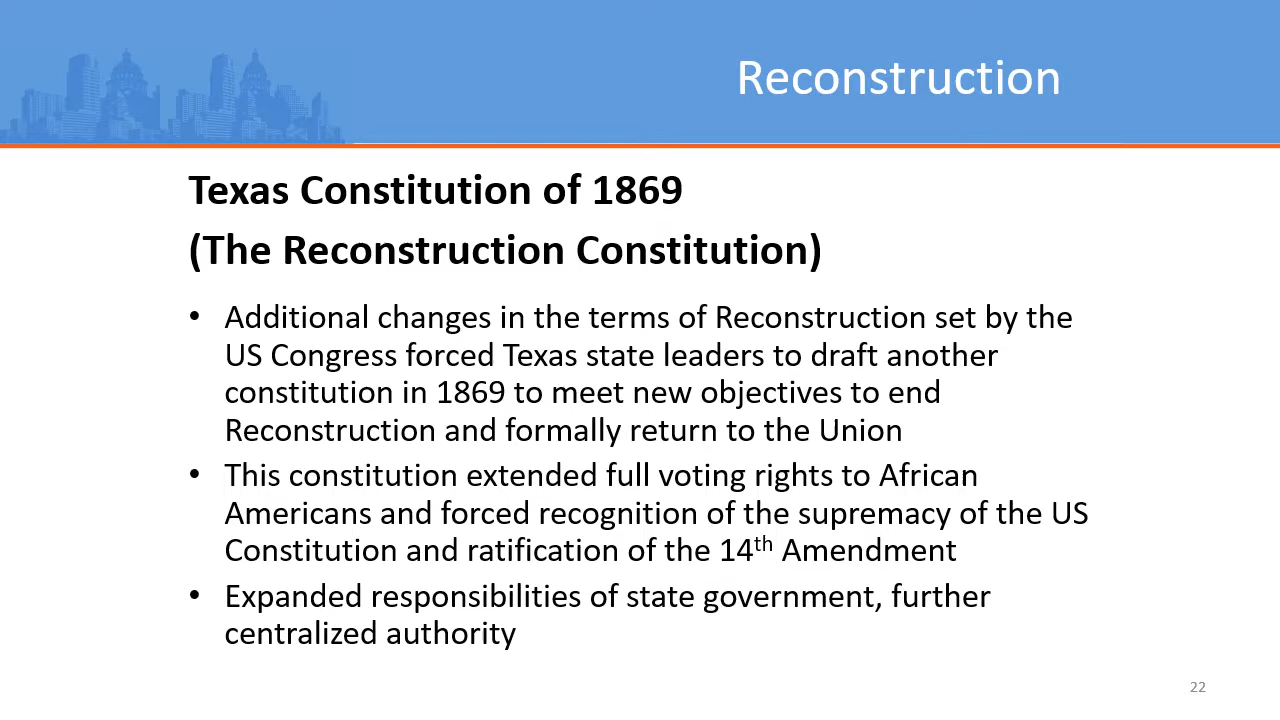 Reconstruction
Texas Constitution of 1869
(The Reconstruction Constitution)
• Additional changes in the terms of Reconstruction set by the
US Congress forced Texas state leaders to draft another
constitution in 1869 to meet new objectives to end
Reconstruction and formally return to the Union
• This constitution extended full voting rights to African
Americans and forced recognition of the supremacy of the US
Constitution and ratification of the 14th Amendment
• Expanded responsibilities of state government, further
centralized authority
22